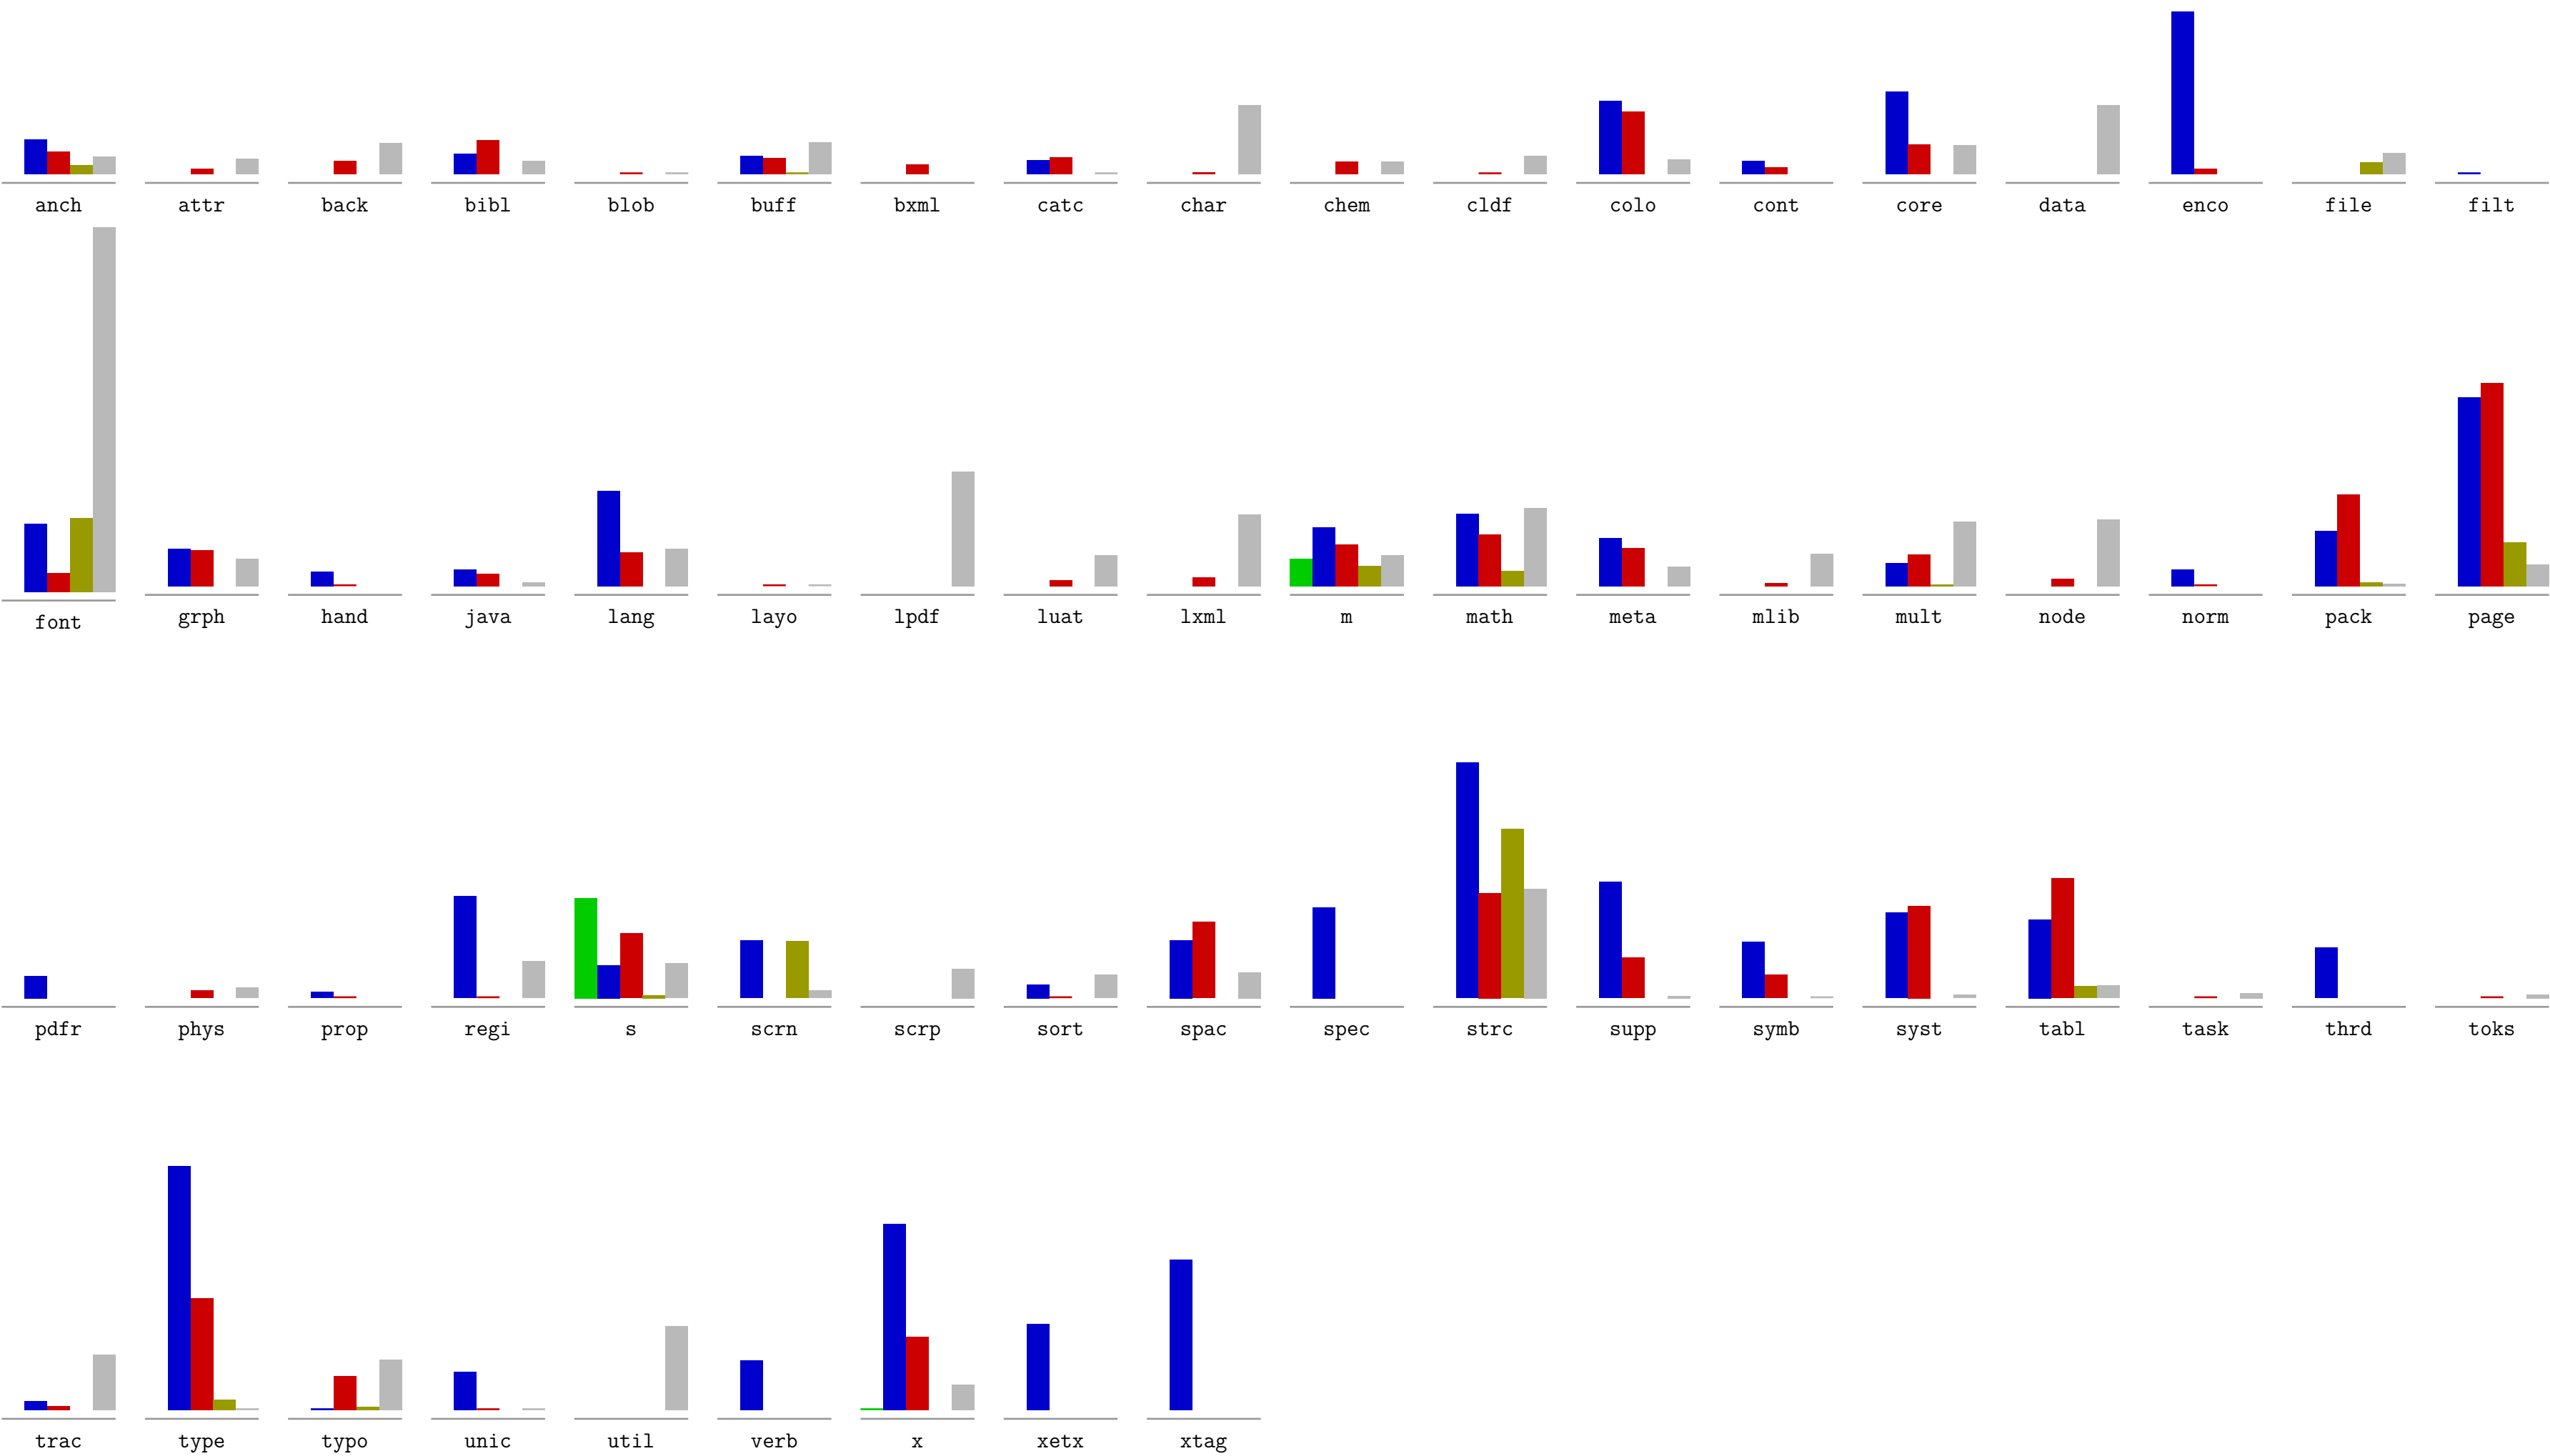 anch attr back bibl blob buff bxml catc char chem cldf colo cont core data enco file filt
font grph hand java lang layo lpdf luat lxml m math meta mlib mult node norm pack page
pdfr phys prop regi s scrn scrp sort spac spec strc supp symb syst tabl task thrd toks
trac type typo unic util verb x xetx xtag